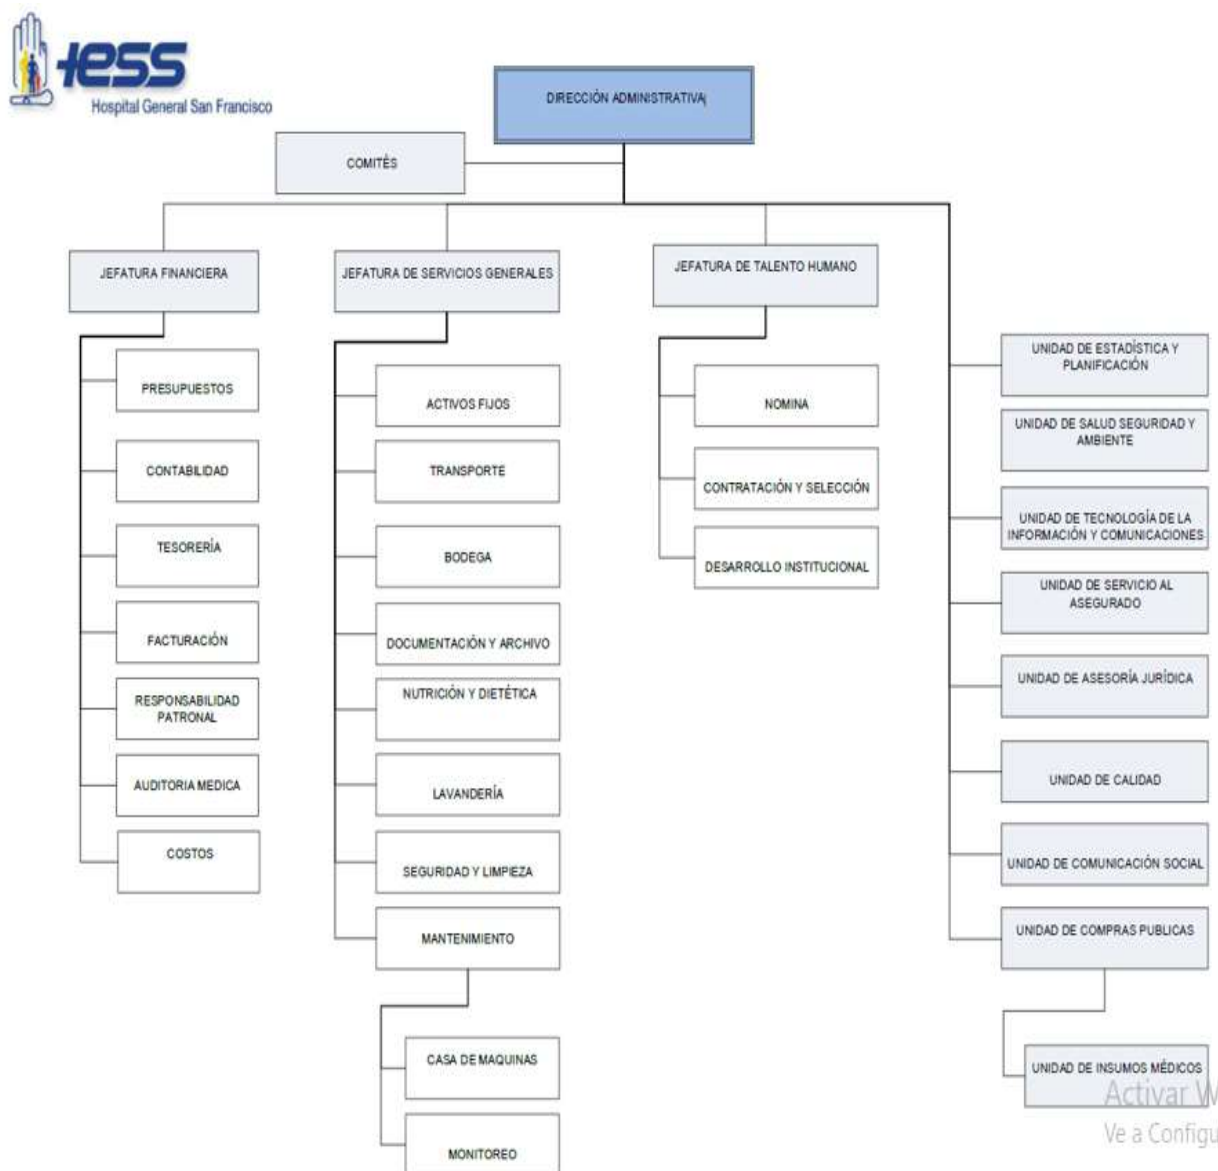 IESS
Hospital General San Francisco
DIRECCIÓN ADMINISTRATIVA
COMITÉS
JEFATURA FINANCIERA
JEFATURA DE SERVICIOS GENERALES
JEFATURA DE TALENTO HUMANO
PRESUPUESTOS
CONTABILIDAD
TESORERÍA
FACTURACIÓN
RESPONSABILIDAD
PATRONAL
AUDITORIA MEDICA
COSTOS
ACTIVOS FIJOS
TRANSPORTE
BODEGA
DOCUMENTACIÓN Y ARCHIVO
NUTRICIÓN Y DIETÉTICA
LAVANDERÍA
SEGURIDAD Y LIMPIEZA
MANTENIMIENTO
CASA DE MAQUINAS
MONITOREO
NOMINA
CONTRATACIÓN Y SELECCIÓN
DESARROLLO INSTITUCIONAL
UNIDAD DE ESTADÍSTICA Y
PLANIFICACIÓN
UNIDAD DE SALUD SEGURIDAD Y
AMBIENTE
UNIDAD DE TECNOLOGÍA DE LA
INFORMACIÓN Y COMUNICACIONES
UNIDAD DE SERVICIO AL
ASEGURADO
UNIDAD DE ASESORÍA JURÍDICA
UNIDAD DE CALIDAD
UNIDAD DE COMUNICACIÓN SOCIAL
UNIDAD DE COMPRAS PUBLICAS
UNIDAD DE INSUMOS MÉDICOS
Activar W
Ve a Configu